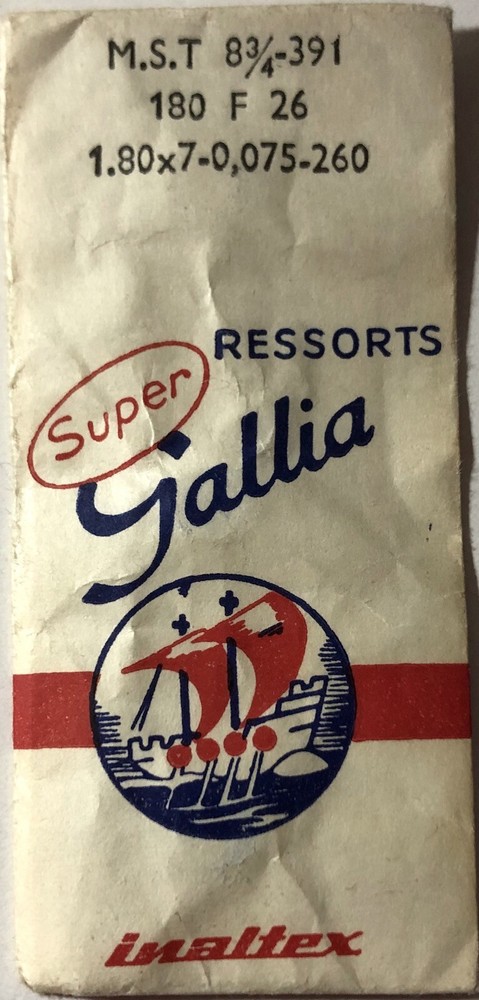 M.S.T 8¾-391
180 F 26
1.80x7-0,075-260
RESSORTS
Super
Gallia
inaltex